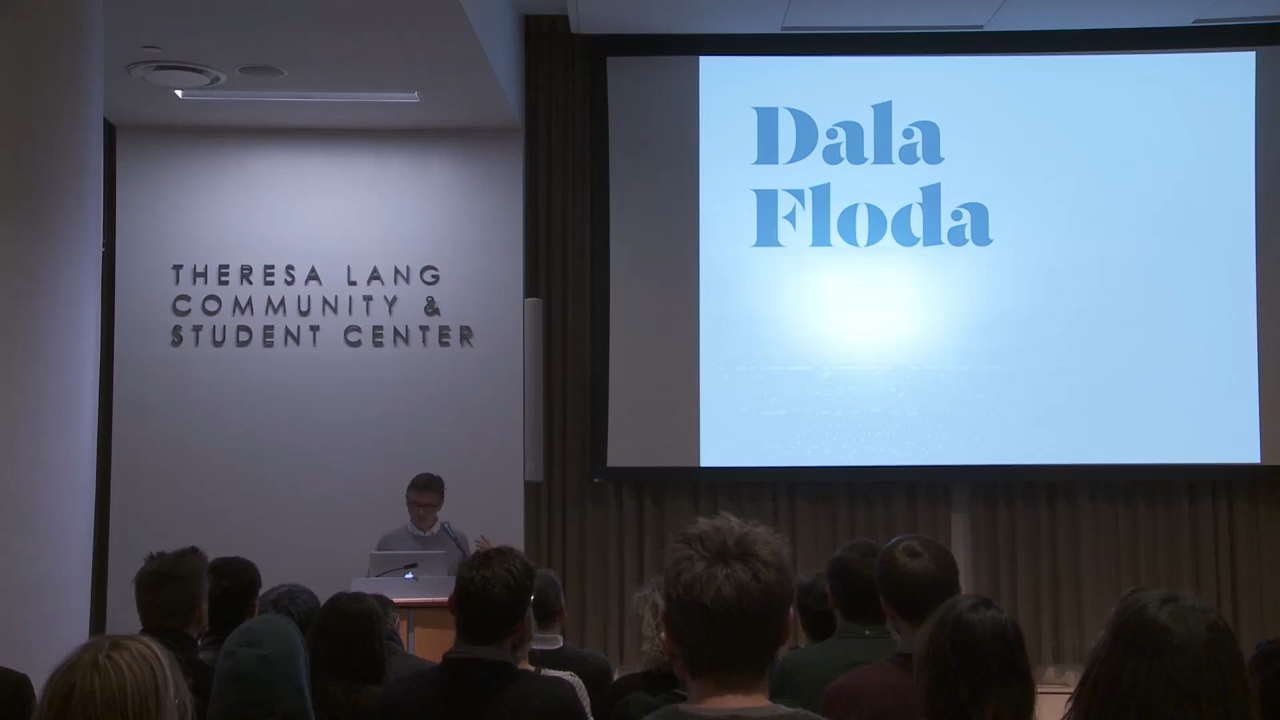 THERESA LANG
COMMUNITY &
STUDENT CENTER
Dala
Floda